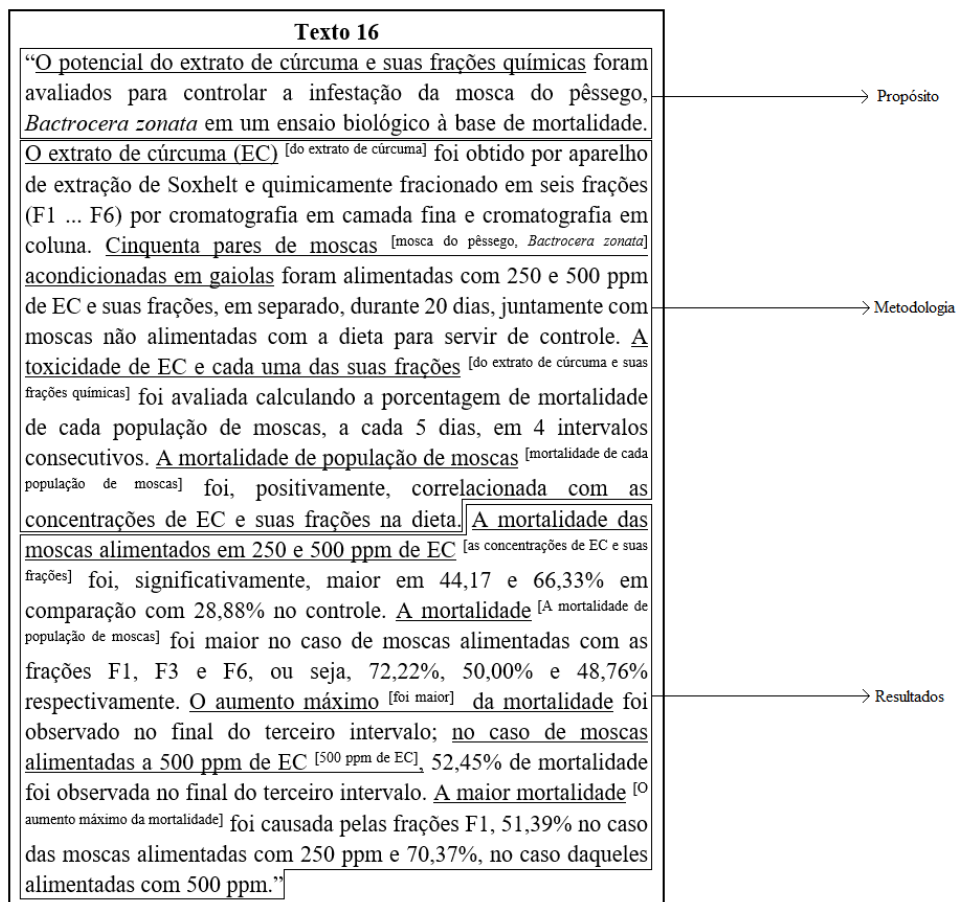 Texto 16
“O potencial do extrato de cúrcuma e suas frações químicas foram
avaliados para controlar a infestação da mosca do pêssego,
Bactrocera zonata em um ensaio biológico à base de mortalidade.
Propósito
O extrato de cúrcuma (EC) [do extrato de cúrcuma] foi obtido por aparelho
de extração de Soxhelt e quimicamente fracionado em seis frações
(F1 ... F6) por cromatografia em camada fina e cromatografia em
coluna. Cinquenta pares de moscas [mosca do pêssego, Bactrocera zonata]
acondicionadas em gaiolas foram alimentadas com 250 e 500 ppm
de EC e suas frações, em separado, durante 20 dias, juntamente com
moscas não alimentadas com a dieta para servir de controle. A
toxicidade de EC e cada uma das suas frações [do extrato de cúrcuma e suas
frações químicas] foi avaliada calculando a porcentagem de mortalidade
de cada população de moscas, a cada 5 dias, em 4 intervalos
consecutivos. A mortalidade de população de moscas [mortalidade de cada
população de moscas] foi, positivamente, correlacionada com as
concentrações de EC e suas frações na dieta.
Metodologia
A mortalidade das
moscas alimentados em 250 e 500 ppm de EC [as concentrações de EC e suas
frações] foi, significativamente, maior em 44,17 e 66,33% em
comparação com 28,88% no controle. A mortalidade [A mortalidade de
população de moscas] foi maior no caso de moscas alimentadas com as
frações F1, F3 e F6, ou seja, 72,22%, 50,00% e 48,76%
respectivamente. O aumento máximo [foi maior] da mortalidade foi
observado no final do terceiro intervalo; no caso de moscas
alimentadas a 500 ppm de EC [500 ppm de EC], 52,45% de mortalidade
foi observada no final do terceiro intervalo. A maior mortalidade [O
aumento máximo da mortalidade] foi causada pelas frações F1, 51,39% no caso
das moscas alimentadas com 250 ppm e 70,37%, no caso daqueles
alimentadas com 500 ppm.”
Resultados